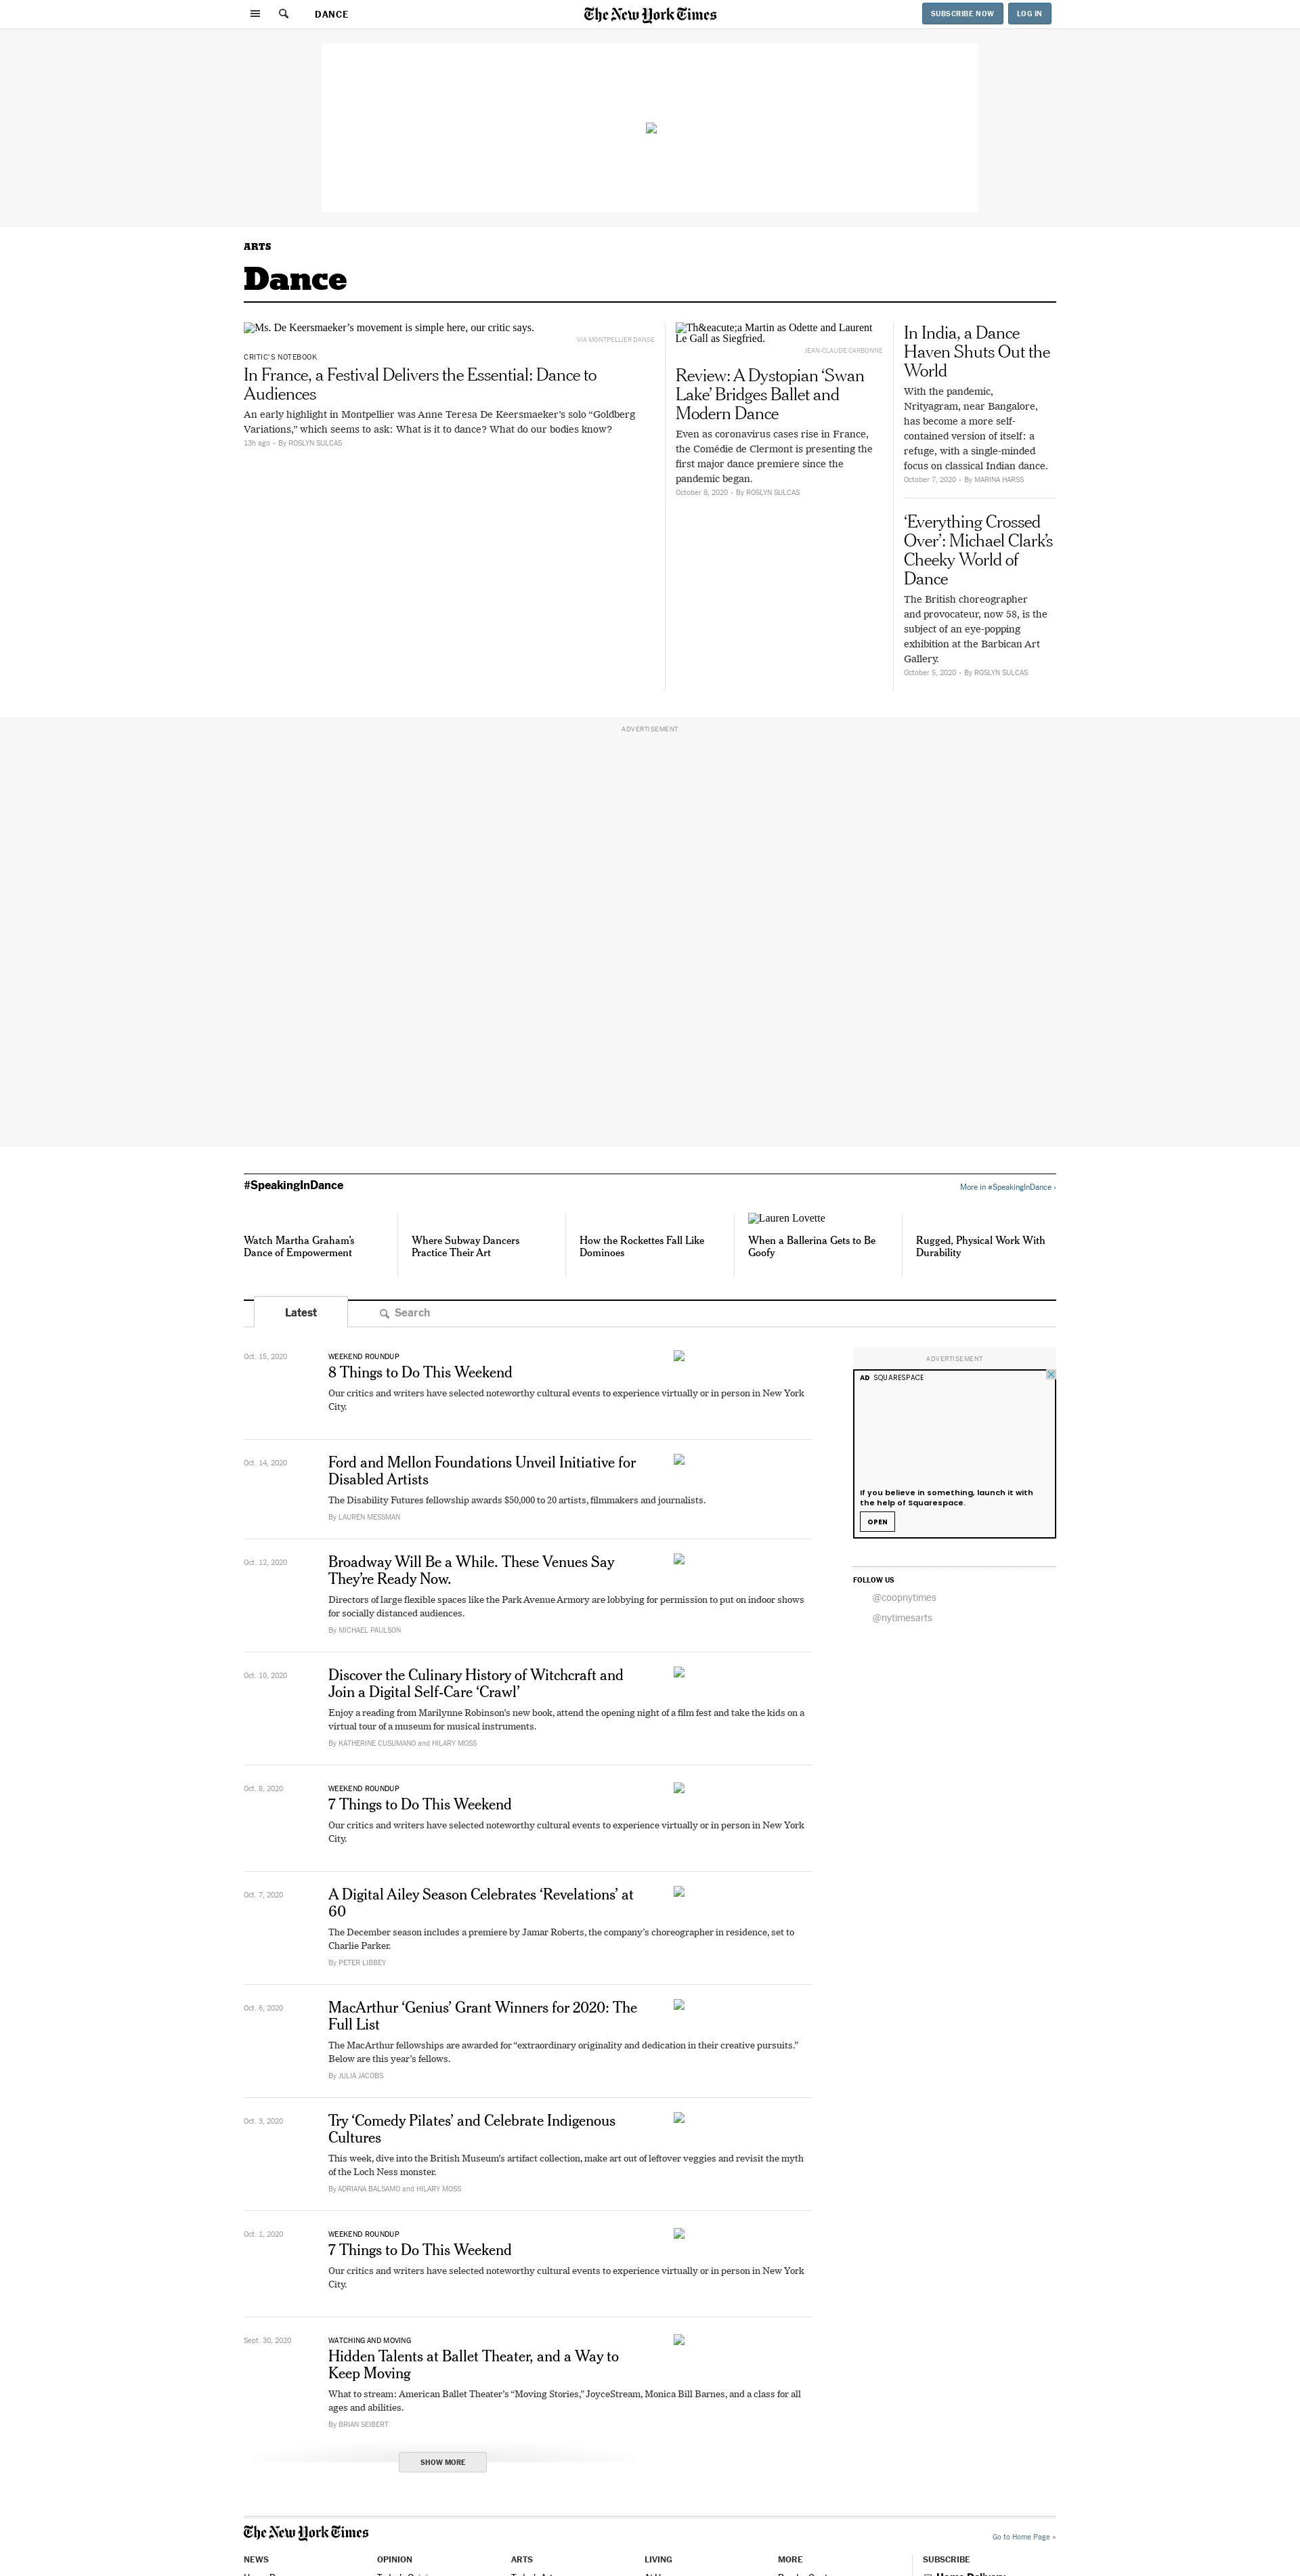 DANCE
The New York Times
SUBSCRIBE NOW
LOG IN
ARTS
Dance
Ms. De Keersmaeker’s movement is simple here, our critic says.
VIA MONTPELLIER DANSE
CRITIC’S NOTEBOOK
In France, a Festival Delivers the Essential: Dance to
Audiences
An early highlight in Montpellier was Anne Teresa De Keersmaeker’s solo “Goldberg
Variations,” which seems to ask: What is it to dance? What do our bodies know?
13h ago • By ROSLYN SULCAS
Th&eacute;a Martin as Odette and Laurent
Le Gall as Siegfried.
JEAN-CLAUDE CARBONNE
Review: A Dystopian ‘Swan
Lake’ Bridges Ballet and
Modern Dance
Even as coronavirus cases rise in France,
the Comédie de Clermont is presenting the
first major dance premiere since the
pandemic began.
October 8, 2020 • By ROSLYN SULCAS
In India, a Dance
Haven Shuts Out the
World
With the pandemic,
Nrityagram, near Bangalore,
has become a more self-
contained version of itself: a
refuge, with a single-minded
focus on classical Indian dance.
October 7, 2020 • By MARINA HARSS
‘Everything Crossed
Over’: Michael Clark’s
Cheeky World of
Dance
The British choreographer
and provocateur, now 58, is the
subject of an eye-popping
exhibition at the Barbican Art
Gallery.
October 5, 2020 • By ROSLYN SULCAS
ADVERTISEMENT
#SpeakingInDance
More in #SpeakingInDance ›
Watch Martha Graham’s
Dance of Empowerment
Where Subway Dancers
Practice Their Art
How the Rockettes Fall Like
Dominoes
Lauren Lovette
When a Ballerina Gets to Be
Goofy
Rugged, Physical Work With
Durability
Latest
Search
Oct. 15, 2020
WEEKEND ROUNDUP
8 Things to Do This Weekend
Our critics and writers have selected noteworthy cultural events to experience virtually or in person in New York
City.
Oct. 14, 2020
Ford and Mellon Foundations Unveil Initiative for
Disabled Artists
The Disability Futures fellowship awards $50,000 to 20 artists, filmmakers and journalists.
By LAUREN MESSMAN
Oct. 12, 2020
Broadway Will Be a While. These Venues Say
They’re Ready Now.
Directors of large flexible spaces like the Park Avenue Armory are lobbying for permission to put on indoor shows
for socially distanced audiences.
By MICHAEL PAULSON
Oct. 10, 2020
Discover the Culinary History of Witchcraft and
Join a Digital Self-Care ‘Crawl’
Enjoy a reading from Marilynne Robinson’s new book, attend the opening night of a film fest and take the kids on a
virtual tour of a museum for musical instruments.
By KATHERINE CUSUMANO and HILARY MOSS
Oct. 8, 2020
WEEKEND ROUNDUP
7 Things to Do This Weekend
Our critics and writers have selected noteworthy cultural events to experience virtually or in person in New York
City.
Oct. 7, 2020
A Digital Ailey Season Celebrates ‘Revelations’ at
60
The December season includes a premiere by Jamar Roberts, the company’s choreographer in residence, set to
Charlie Parker.
By PETER LIBBEY
Oct. 6, 2020
MacArthur ‘Genius’ Grant Winners for 2020: The
Full List
The MacArthur fellowships are awarded for “extraordinary originality and dedication in their creative pursuits.”
Below are this year’s fellows.
By JULIA JACOBS
Oct. 3, 2020
Try ‘Comedy Pilates’ and Celebrate Indigenous
Cultures
This week, dive into the British Museum’s artifact collection, make art out of leftover veggies and revisit the myth
of the Loch Ness monster.
By ADRIANA BALSAMO and HILARY MOSS
Oct. 1, 2020
WEEKEND ROUNDUP
7 Things to Do This Weekend
Our critics and writers have selected noteworthy cultural events to experience virtually or in person in New York
City.
Sept. 30, 2020
WATCHING AND MOVING
Hidden Talents at Ballet Theater, and a Way to
Keep Moving
What to stream: American Ballet Theater’s “Moving Stories,” JoyceStream, Monica Bill Barnes, and a class for all
ages and abilities.
By BRIAN SEIBERT
SHOW MORE
ADVERTISEMENT
AD SQUARESPACE
If you believe in something, launch it with
the help of Squarespace.
OPEN
FOLLOW US
@coopnytimes
@nytimesarts
The New York Times
Go to Home Page »
NEWS
OPINION
ARTS
LIVING
MORE
SUBSCRIBE